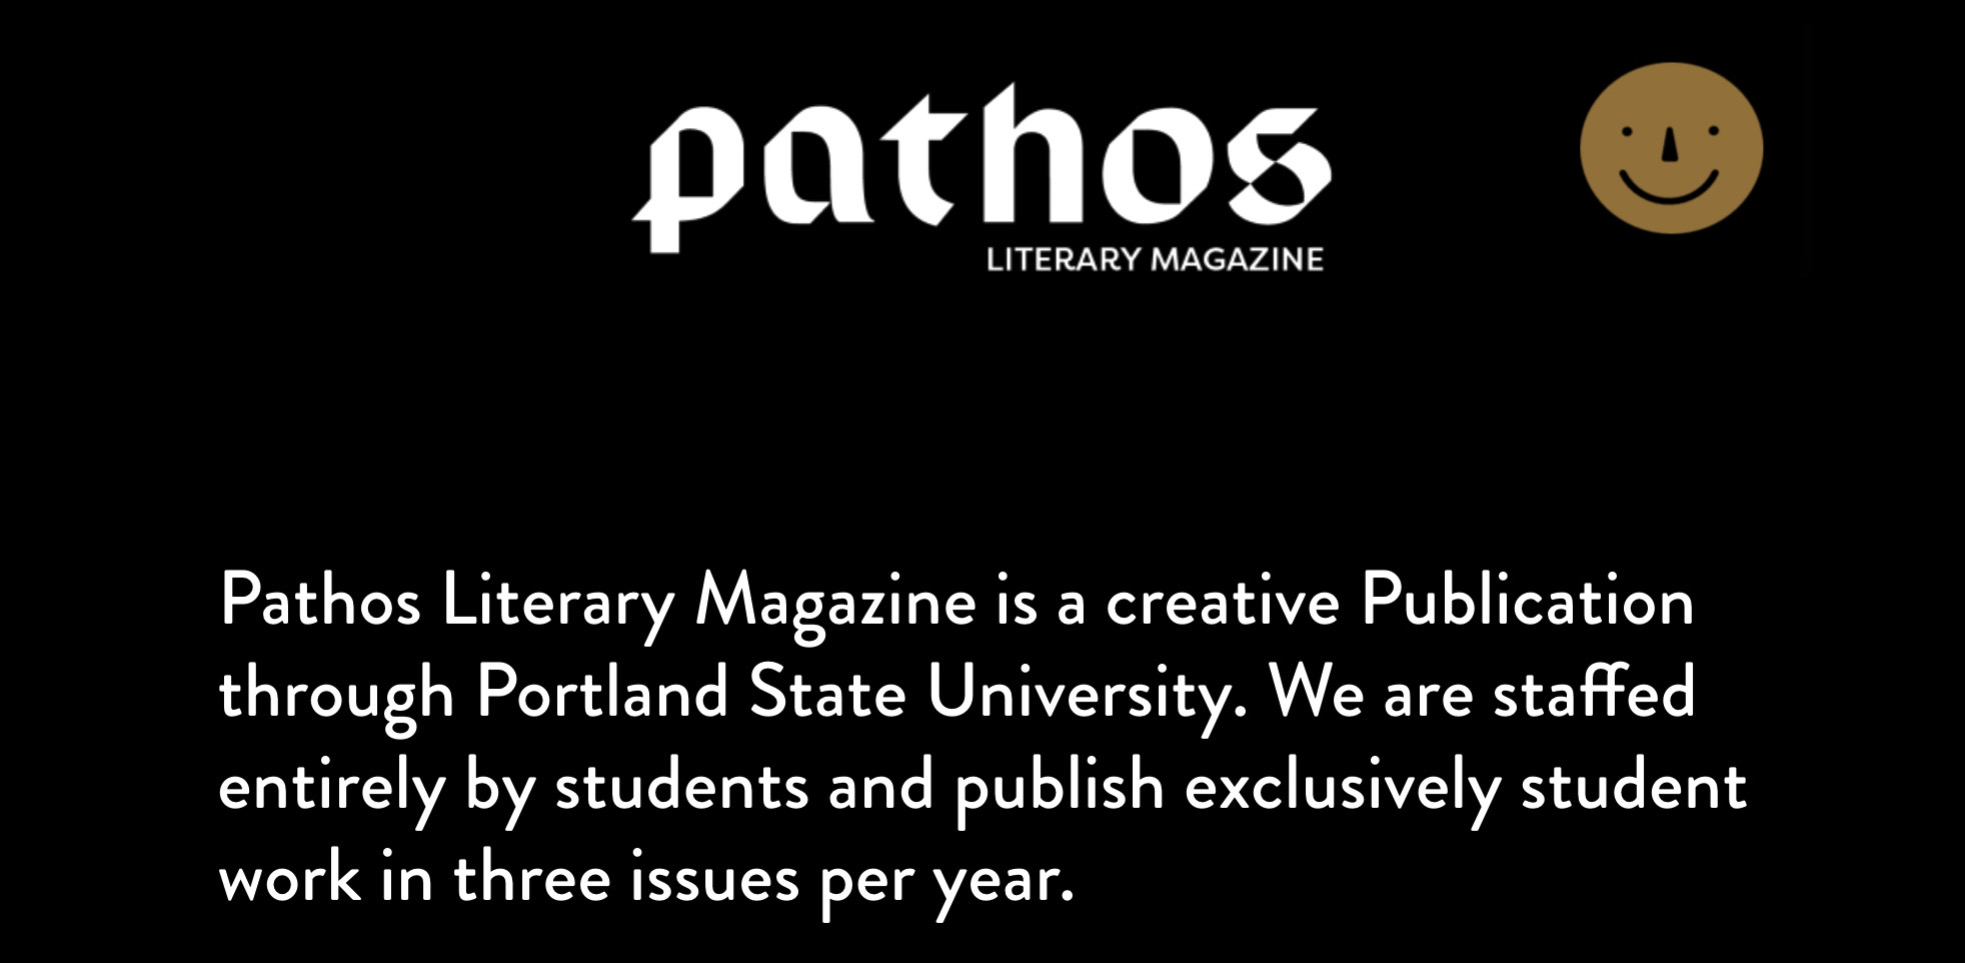 pathos
LITERARY MAGAZINE
Pathos Literary Magazine is a creative Publication
through Portland State University. We are staffed
entirely by students and publish exclusively student
work in three issues per year.